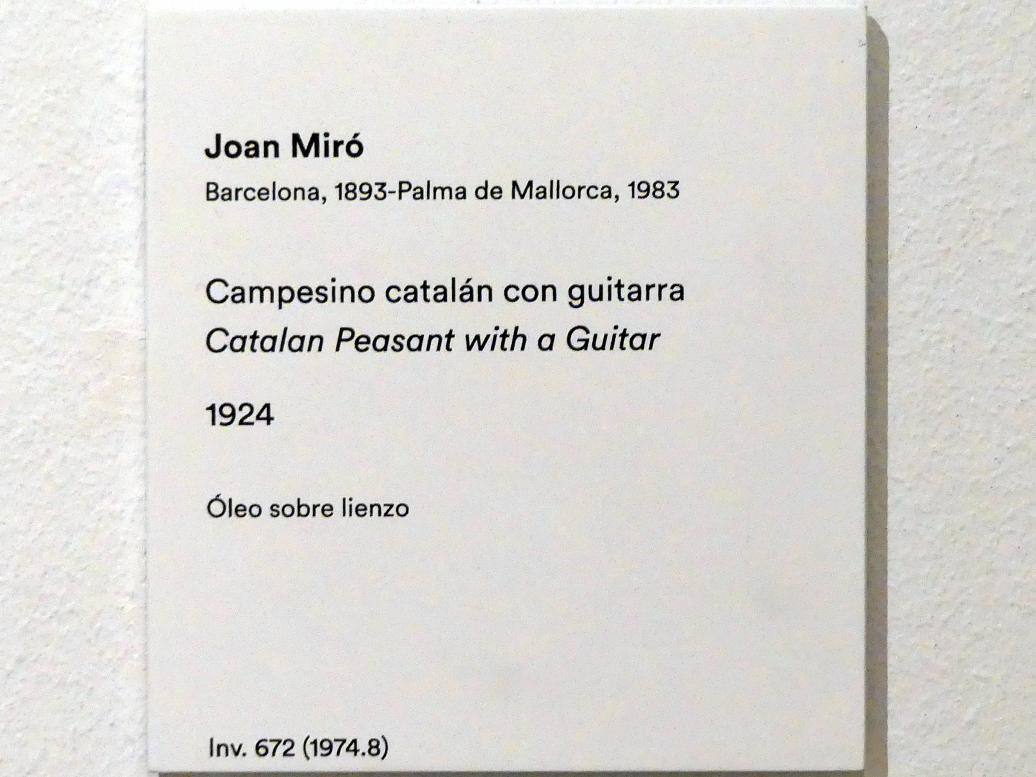 Joan Miró
Barcelona, 1893-Palma de Mallorca, 1983
Campesino catalán con guitarra
Catalan Peasant with a Guitar
1924
Óleo sobre lienzo
Inv. 672 (1974.8)